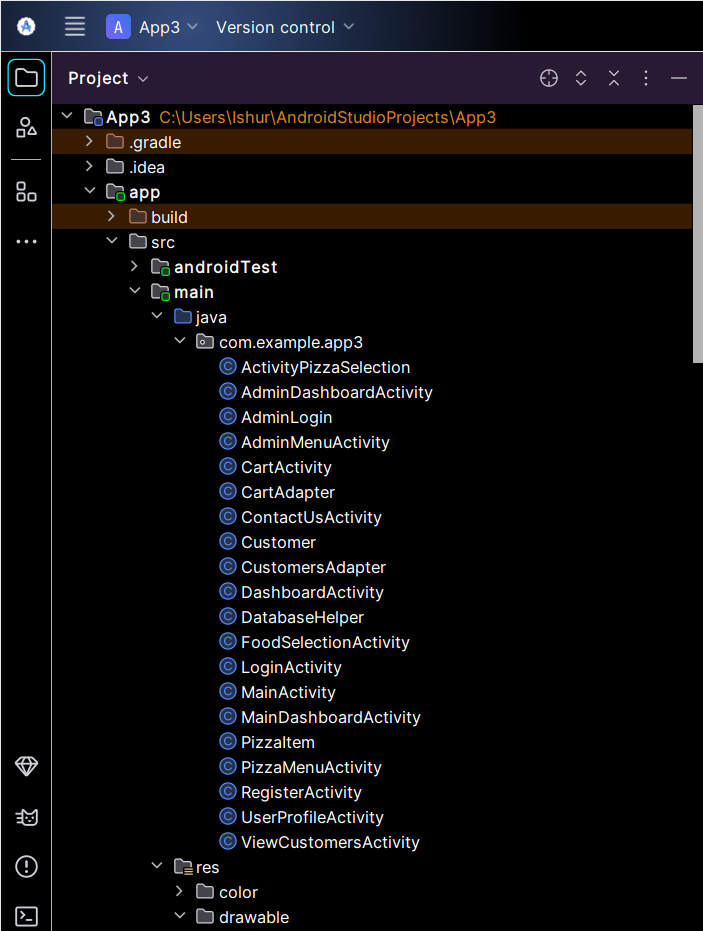 A App3 Version control
Project
App3 C:\Users\Ishur\AndroidStudioProjects\App3
.gradle
.idea
app
build
src
androidTest
main
java
com.example.app3
C ActivityPizzaSelection
C AdminDashboardActivity
C AdminLogin
C AdminMenuActivity
C CartActivity
C CartAdapter
C ContactUsActivity
C Customer
C CustomersAdapter
C DashboardActivity
C DatabaseHelper
C FoodSelectionActivity
C LoginActivity
C MainActivity
C MainDashboardActivity
C PizzaItem
C PizzaMenuActivity
C RegisterActivity
C UserProfileActivity
C ViewCustomersActivity
res
color
drawable